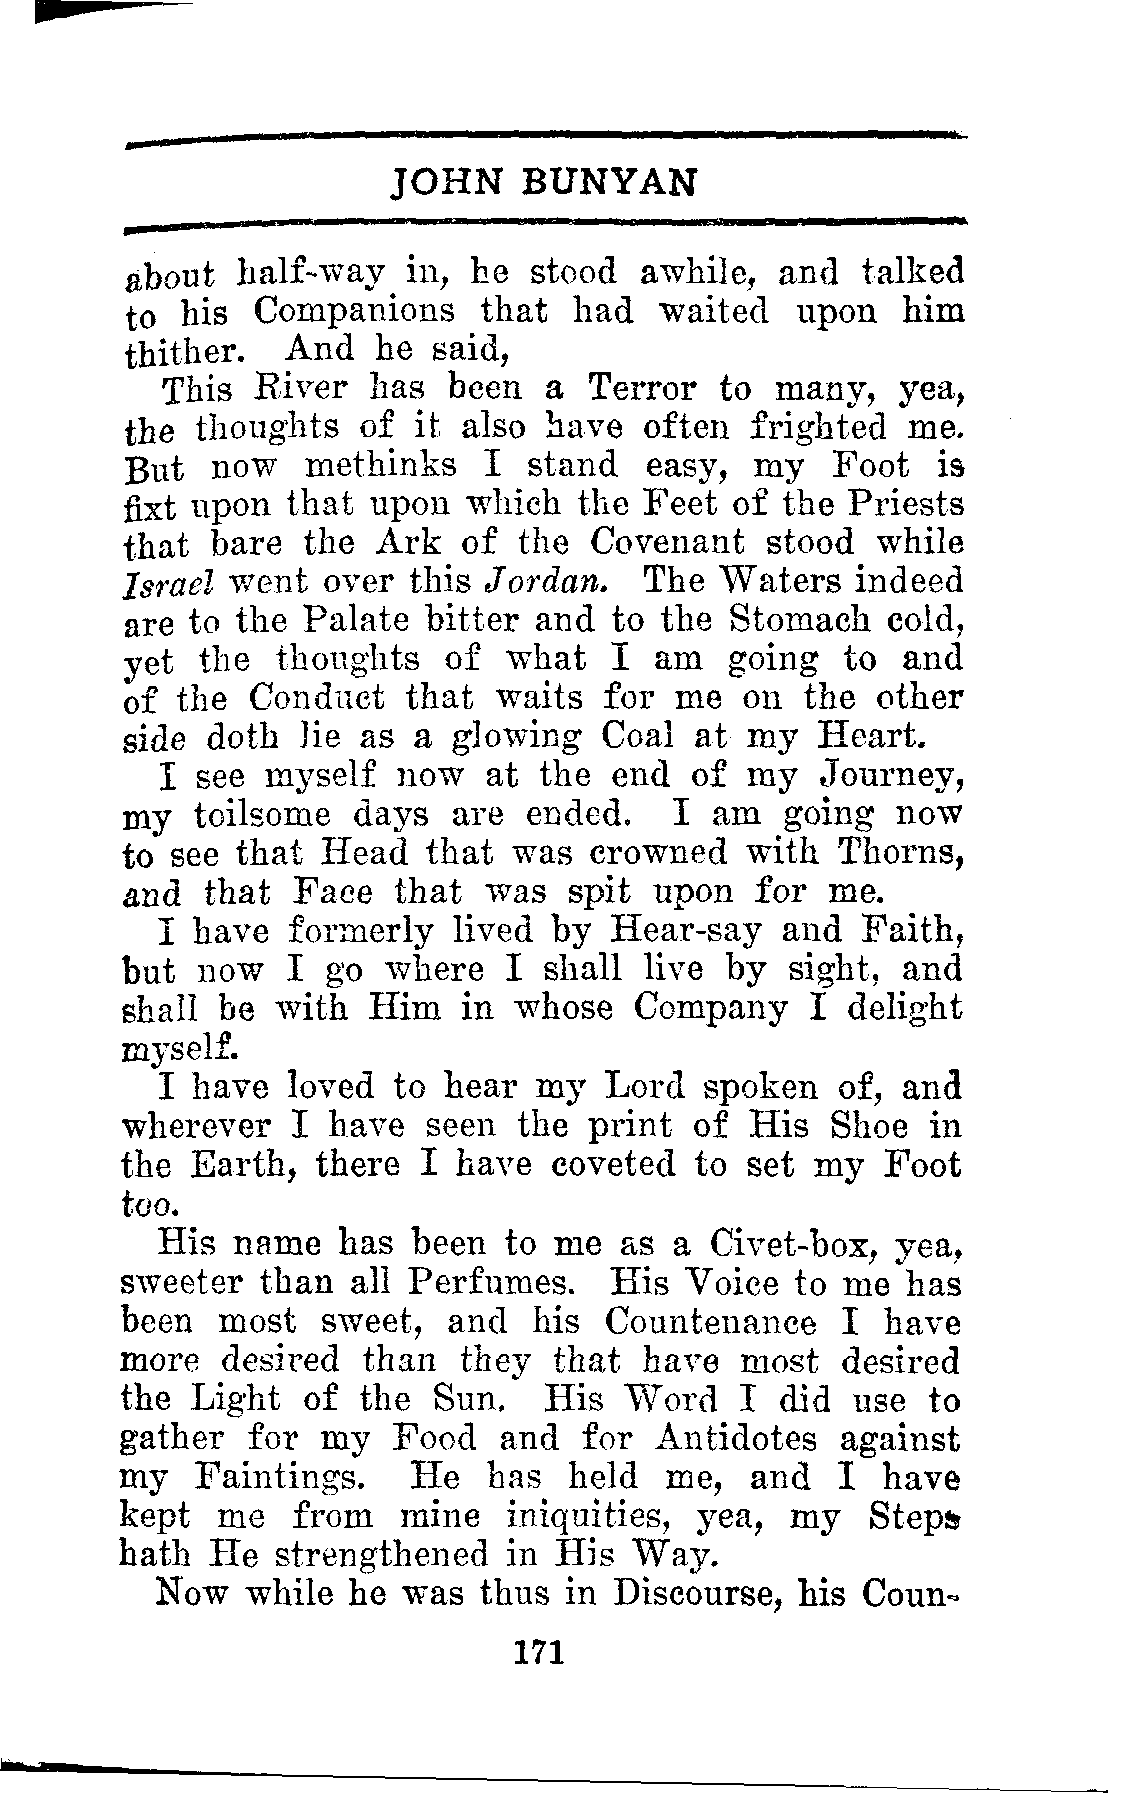 JOHN BUNYAN
about half-way in, he stood awhile, and talked
to his Companions that had waited upon him
thither. And he said,
This River has been a Terror to many, yea,
the thoughts of it also have often frighted me.
But now methinks I stand easy, my Foot is
fixt upon that upon which the Feet of the Priests
that bare the Ark of the Covenant stood while
Israel went over this Jordan. The Waters indeed
are to the Palate bitter and to the Stomach cold,
yet the thoughts of what I am going to and
of the Conduct that waits for me on the other
side doth lie as a glowing Coal at my Heart.
I see myself now at the end of my Journey,
my toilsome days are ended. I am going now
to see that Head that was crowned with Thorns,
and that Face that was spit upon for me.
I have formerly lived by Hear-say and Faith,
but now I go where I shall live by sight, and
shall be with Him in whose Company I delight
myself.
I have loved to hear my Lord spoken of, and
wherever I have seen the print of His Shoe in
the Earth, there I have coveted to set my Foot
too.
His name has been to me as a Civet-box, yea,
sweeter than all Perfumes. His Voice to me has
been most sweet, and his Countenance I have
more desired than they that have most desired
the Light of the Sun. His Word I did use to
gather for my Food and for Antidotes against
my Faintings. He has held me, and I have
kept me from mine iniquities, yea, my Steps
hath He strengthened in His Way.
Now while he was thus in Discourse, his Coun-
171